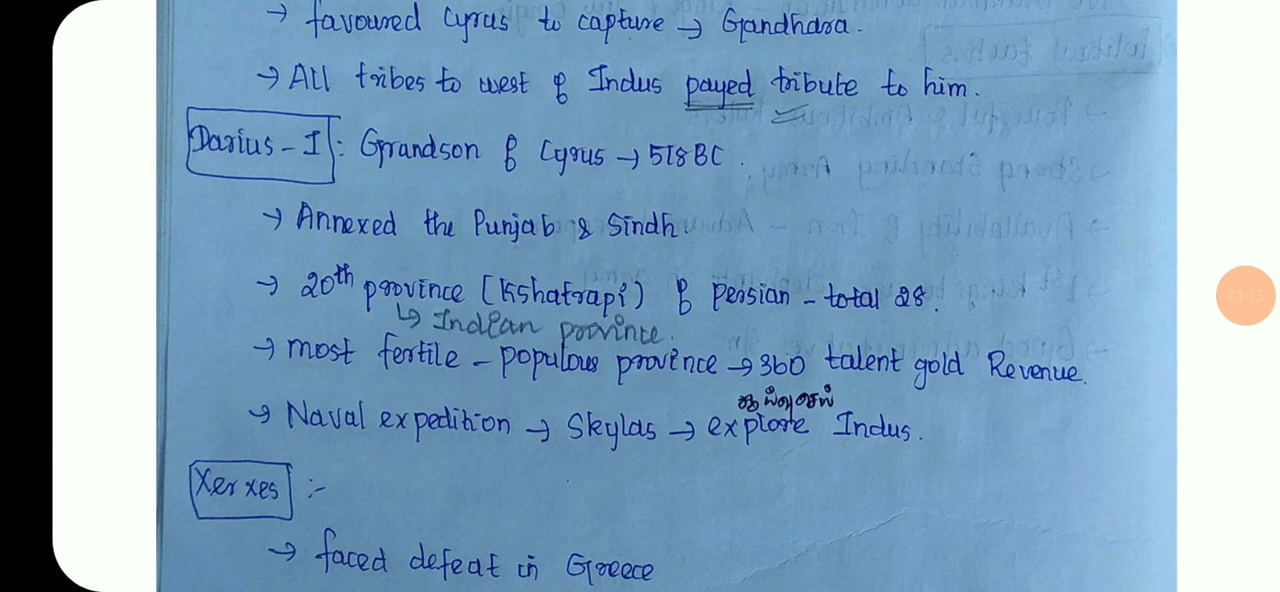 → favoured Cyrus to capture → Gandhara.
→ All tribes to west of Indus payed tribute to him.
Darius - I : Grandson of Cyrus → 518 BC.
→ Annexed the Punjab & Sindh
→ 20th province (Kshatrapi) of Persian - total 28.
↳ Indian province.
→ most fertile - populous province → 360 talent gold Revenue.
→ Naval expedition → Skylas → explore Indus.
Xerxes :-
→ faced defeat in Greece
01:13